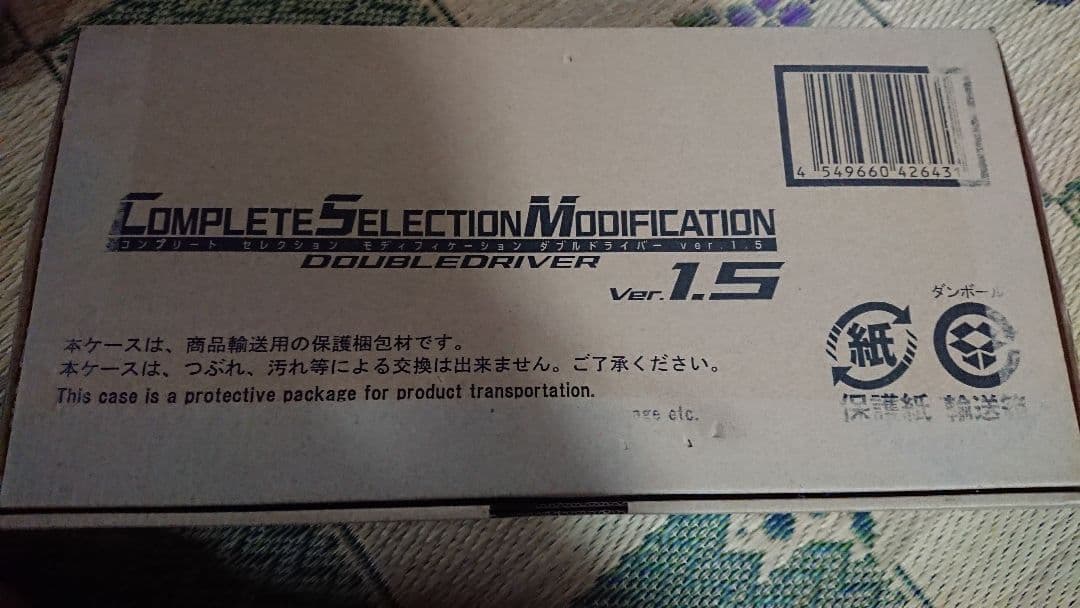 4 549660 426431
COMPLETE SELECTION MODIFICATION
コンプリート セレクション モディフィケーション ダブルドライバー ver.1.5
DOUBLEDRIVER
Ver.1.5
ダンボール
紙
保護紙 輸送箱
本ケースは、商品輸送用の保護梱包材です。
本ケースは、つぶれ、汚れ等による交換は出来ません。ご了承ください。
This case is a protective package for product transportation.
etc.